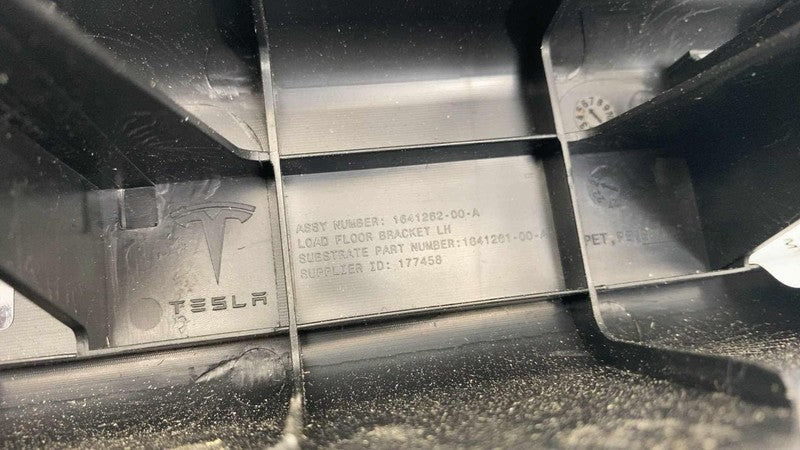 ASSY NUMBER: 1641262-00-A
LOAD FLOOR BRACKET LH
SUBSTRATE PART NUMBER:1641261-00-A
SUPPLIER ID: 177458
TESLA